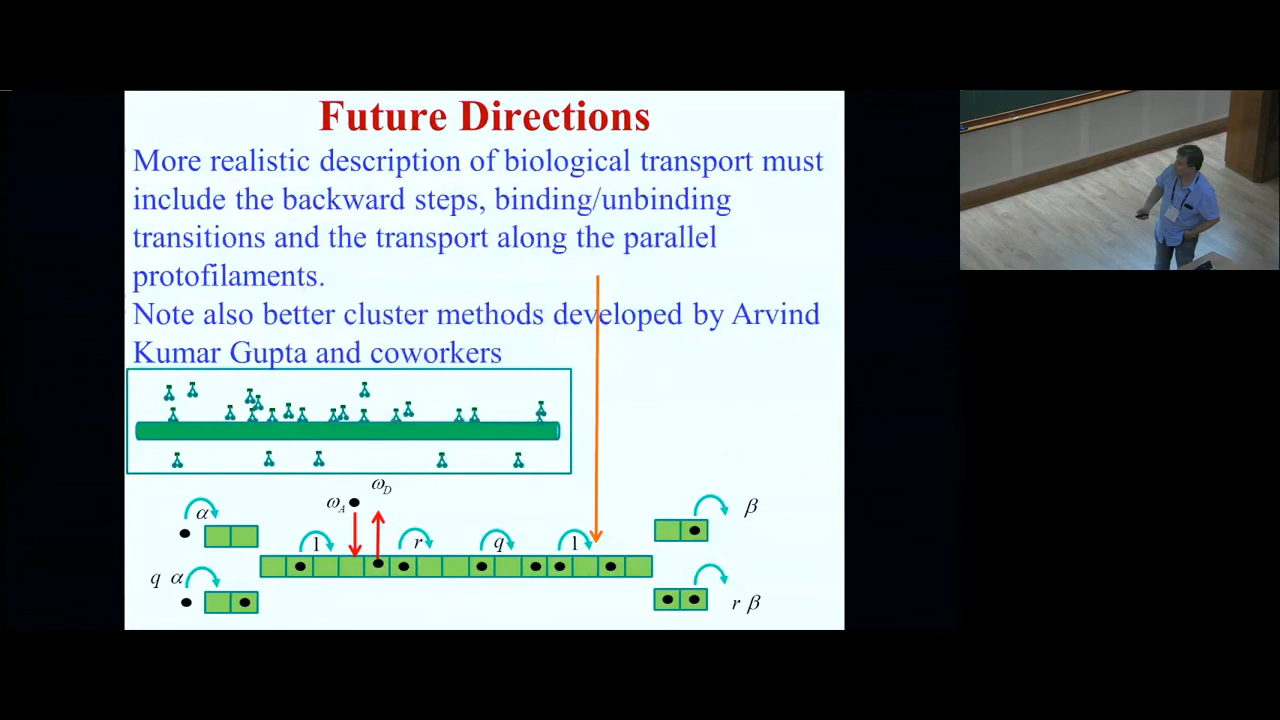 Future Directions
More realistic description of biological transport must
include the backward steps, binding/unbinding
transitions and the transport along the parallel
protofilaments.
Note also better cluster methods developed by Arvind
Kumar Gupta and coworkers
ω_D
ω_A
α
β
1
r
q
1
q α
r β